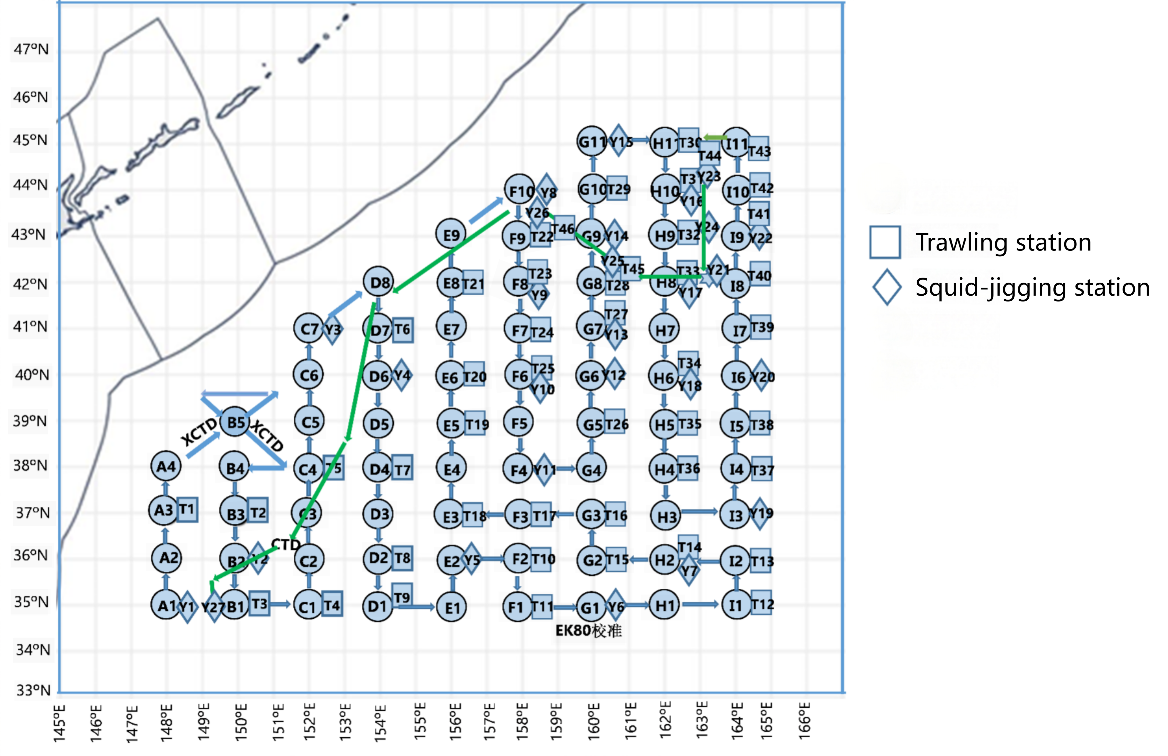 47°N
46°N
45°N
G11 Y15 H11 T30 I11 T43
T44
44°N
F10 Y8 G10 T29 H10 T3 Y23 I10 T42
Y16
Y26 T41
43°N
E9 F9 T22 T46 G9 Y14 H9 T32 Y24 I9 Y22
Y25
42°N
D8 E8 T21 F8 T23 G8 T28 T45 H8 T33 Y21 I8 T40
Y9 Y17
41°N
C7 Y3 D7 T6 E7 F7 T24 G7 T27 H7 I7 T39
Y13
40°N
C6 D6 Y4 E6 T20 F6 T25 G6 Y12 H6 T34 I6 Y20
Y10 Y18
39°N
B5 C5 D5 E5 T19 F5 G5 T26 H5 T35 I5 T38
XCTD XCTD
38°N
A4 B4 C4 T5 D4 T7 E4 F4 Y11 G4 H4 T36 I4 T37
37°N
A3 T1 B3 T2 C3 D3 E3 T18 F3 T17 G3 T16 H3 I3 Y19
CTD
36°N
A2 B2 Y2 C2 D2 T8 E2 Y5 F2 T10 G2 T15 H2 T14 I2 T13
Y7
35°N
A1 Y1 Y27 B1 T3 C1 T4 D1 T9 E1 F1 T11 G1 Y6 H1 I1 T12
EK80校准
34°N
33°N
145°E
146°E
147°E
148°E
149°E
150°E
151°E
152°E
153°E
154°E
155°E
156°E
157°E
158°E
159°E
160°E
161°E
162°E
163°E
164°E
165°E
166°E
Trawling station
Squid-jigging station